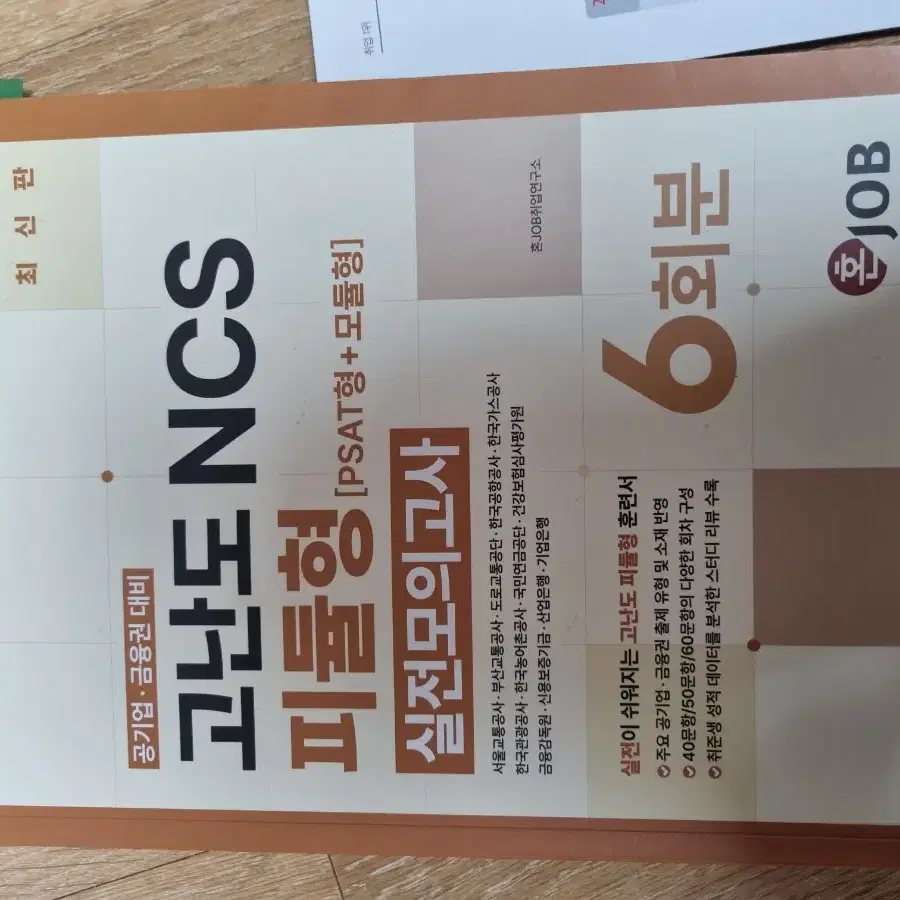 취업 1위
최신판
공기업·금융권 대비
고난도 NCS
피듈형 [PSAT형+모듈형]
실전모의고사
서울교통공사·부산교통공사·도로교통공단·한국공항공사·한국가스공사
한국관광공사·한국농어촌공사·국민연금공단·건강보험심사평가원
금융감독원·신용보증기금·산업은행·기업은행
혼JOB취업연구소
실전이 쉬워지는 고난도 피듈형 훈련서
주요 공기업·금융권 출제 유형 및 소재 반영
40문항/50문항/60문항의 다양한 회차 구성
취준생 성적 데이터를 분석한 스터디 리뷰 수록
6회분
혼JOB